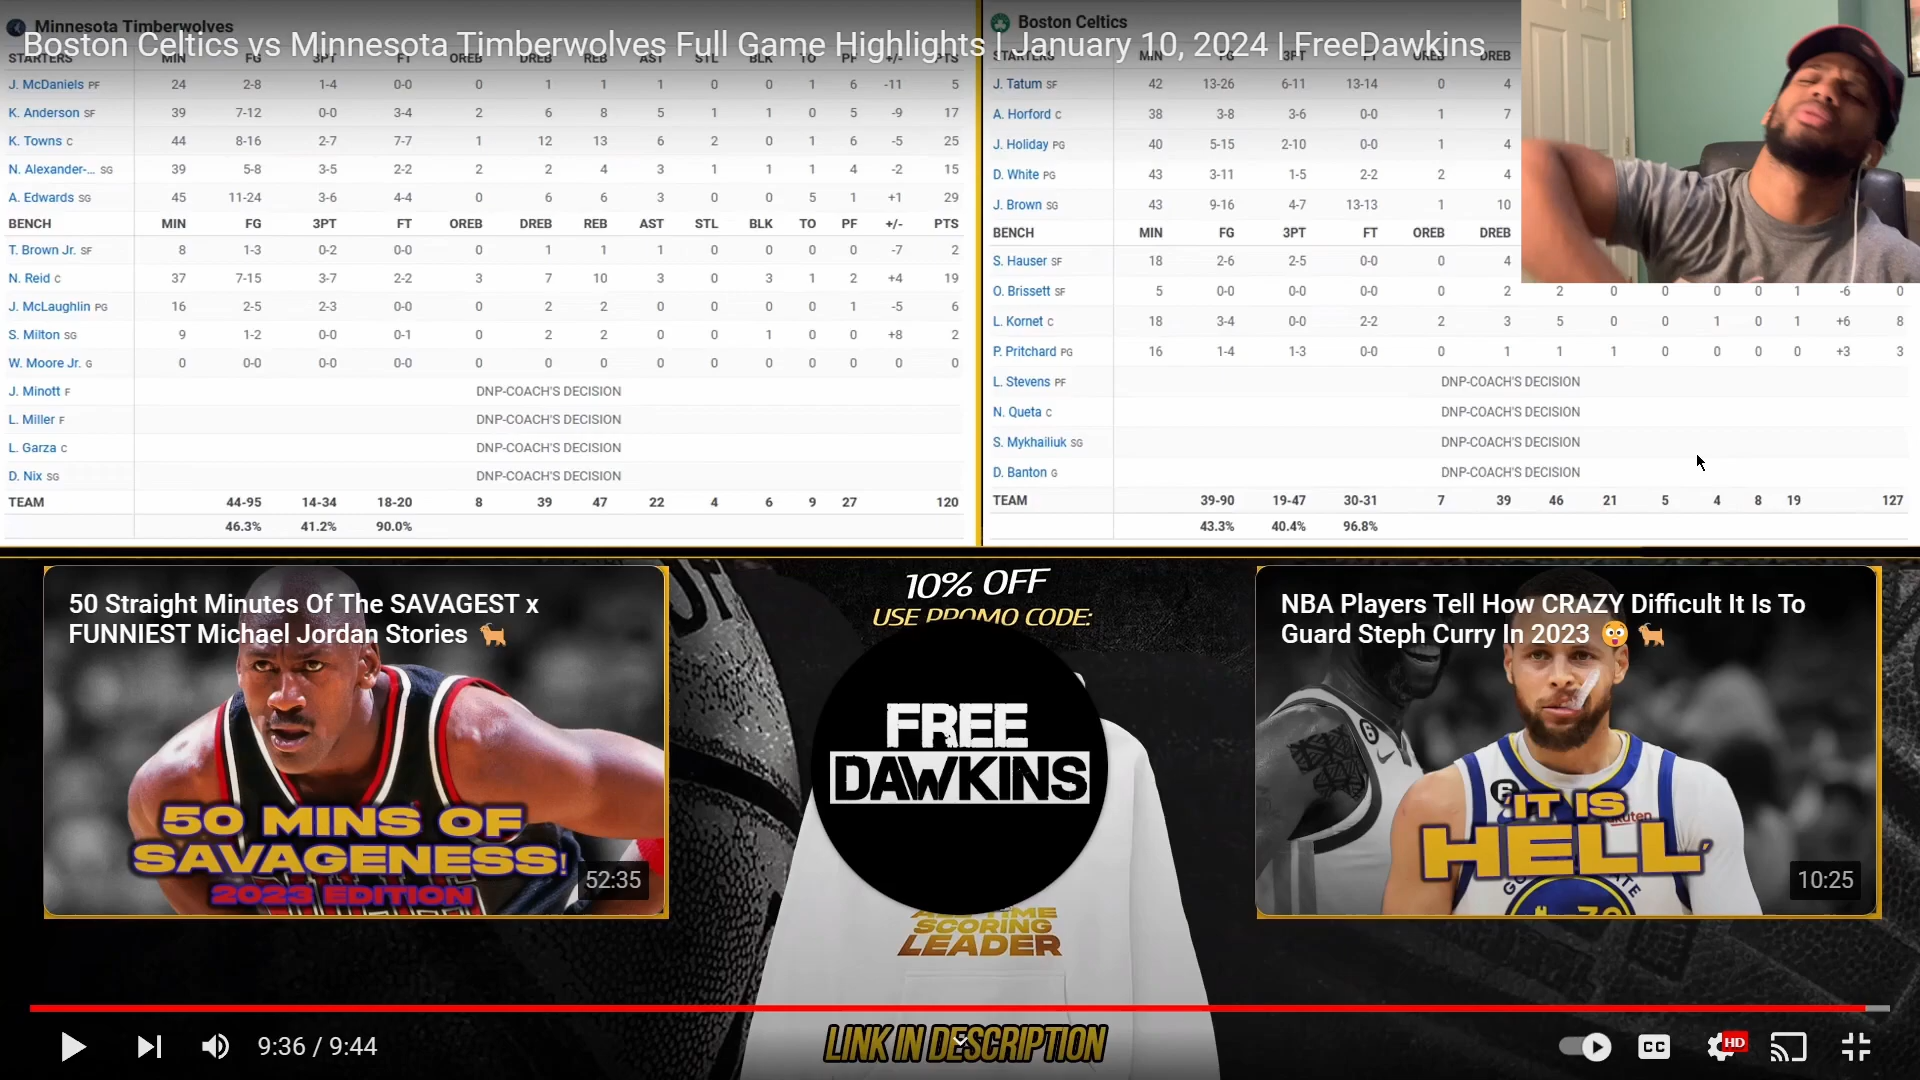 Minnesota Timberwolves
Boston Celtics
Boston Celtics vs Minnesota Timberwolves Full Game Highlights | January 10, 2024 | FreeDawkins
STARTERS MIN FG 3PT FT OREB DREB REB AST STL BLK TO PF +/- PTS
J. McDaniels PF 24 2-8 1-4 0-0 0 1 1 1 0 0 1 6 -11 5
K. Anderson SF 39 7-12 0-0 3-4 2 6 8 5 1 1 0 5 -9 17
K. Towns C 44 8-16 2-7 7-7 1 12 13 6 2 0 1 6 -5 25
N. Alexander-... SG 39 5-8 3-5 2-2 2 2 4 3 1 1 1 4 -2 15
A. Edwards SG 45 11-24 3-6 4-4 0 6 6 3 0 0 5 1 +1 29
BENCH MIN FG 3PT FT OREB DREB REB AST STL BLK TO PF +/- PTS
T. Brown Jr. SF 8 1-3 0-2 0-0 0 1 1 1 0 0 0 0 -7 2
N. Reid C 37 7-15 3-7 2-2 3 7 10 3 0 3 1 2 +4 19
J. McLaughlin PG 16 2-5 2-3 0-0 0 2 2 0 0 0 0 1 -5 6
S. Milton SG 9 1-2 0-0 0-1 0 2 2 0 0 1 0 0 +8 2
W. Moore Jr. G 0 0-0 0-0 0-0 0 0 0 0 0 0 0 0 0 0
J. Minott F DNP-COACH'S DECISION
L. Miller F DNP-COACH'S DECISION
L. Garza C DNP-COACH'S DECISION
D. Nix SG DNP-COACH'S DECISION
TEAM 44-95 14-34 18-20 8 39 47 22 4 6 9 27 120
46.3% 41.2% 90.0%
STARTERS MIN FG 3PT FT OREB DREB
J. Tatum SF 42 13-26 6-11 13-14 0 4
A. Horford C 38 3-8 3-6 0-0 1 7
J. Holiday PG 40 5-15 2-10 0-0 1 4
D. White PG 43 3-11 1-5 2-2 2 4
J. Brown SG 43 9-16 4-7 13-13 1 10
BENCH MIN FG 3PT FT OREB DREB
S. Hauser SF 18 2-6 2-5 0-0 0 4
O. Brissett SF 5 0-0 0-0 0-0 0 2 2 0 0 0 0 1 -6 0
L. Kornet C 18 3-4 0-0 2-2 2 3 5 0 0 1 0 1 +6 8
P. Pritchard PG 16 1-4 1-3 0-0 0 1 1 1 0 0 0 0 +3 3
L. Stevens PF DNP-COACH'S DECISION
N. Queta C DNP-COACH'S DECISION
S. Mykhailiuk SG DNP-COACH'S DECISION
D. Banton G DNP-COACH'S DECISION
TEAM 39-90 19-47 30-31 7 39 46 21 5 4 8 19 127
43.3% 40.4% 96.8%
50 Straight Minutes Of The SAVAGEST x
FUNNIEST Michael Jordan Stories 🐕
50 MINS OF
SAVAGENESS!
2023 EDITION
52:35
10% OFF
USE PROMO CODE:
FREE
DAWKINS
ALL TIME
SCORING
LEADER
NBA Players Tell How CRAZY Difficult It Is To
Guard Steph Curry In 2023 😳 🐕
6
Rakuten
'IT IS
HELL'
10:25
9:36 / 9:44
LINK IN DESCRIPTION
CC
HD